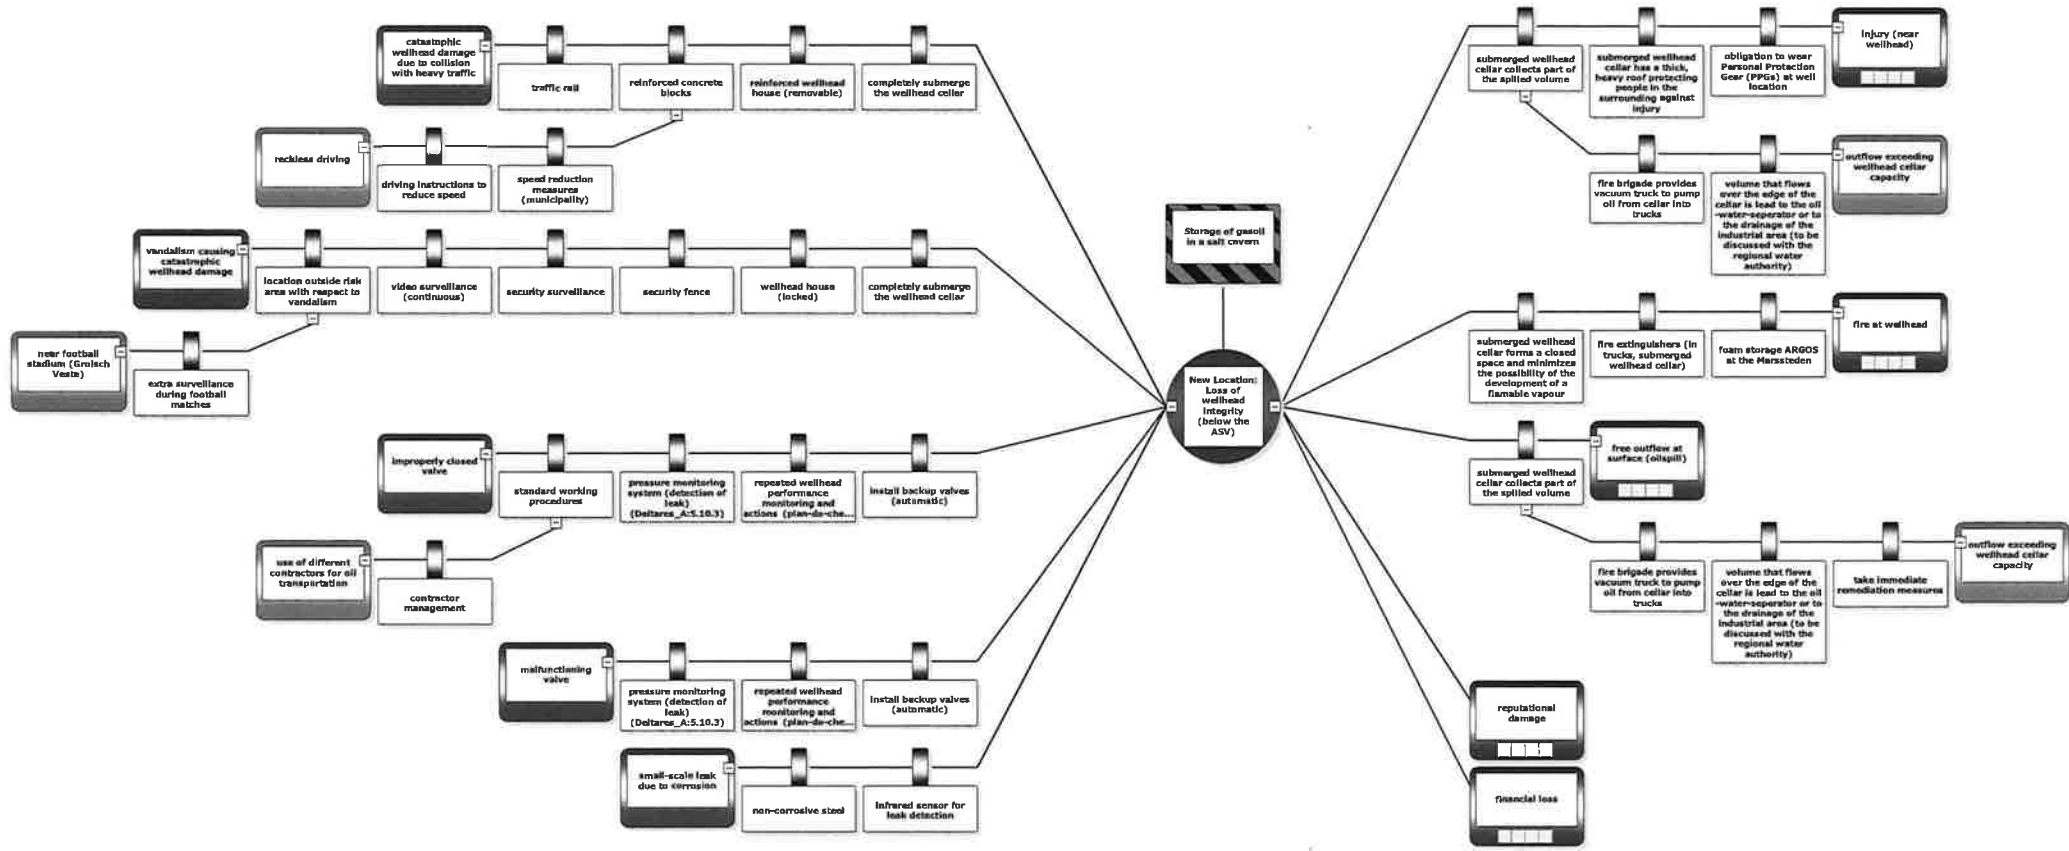 catastophic
wellhead damage
due to collision
with heavy traffic
traffic rail
reinforced concrete
blocks
reinforced wellhead
house (removable)
completely submerge
the wellhead cellar
reckless driving
driving instructions to
reduce speed
speed reduction
measures
(municipality)
vandalism causing
catastrophic
wellhead damage
location outside risk
area with respect to
vandalism
video surveillance
(continuous)
security surveillance
security fence
wellhead house
(locked)
completely submerge
the wellhead cellar
near football
stadium (Grolsch
Veste)
extra surveillance
during football
matches
improperly closed
valve
standard working
procedures
pressure monitoring
system (detection of
leak)
(Deltares_A:5.10.3)
repeated wellhead
performance
monitoring and
actions (plan-do-che...
install backup valves
(automatic)
use of different
contractors for oil
transportation
contractor
management
malfunctioning
valve
pressure monitoring
system (detection of
leak)
(Deltares_A:5.10.3)
repeated wellhead
performance
monitoring and
actions (plan-do-che...
install backup valves
(automatic)
small-scale leak
due to corrosion
non-corrosive steel
infrared sensor for
leak detection
Storage of gasoil
in a salt cavern
New Location:
Loss of
wellhead
integrity
(below the
ASV)
submerged wellhead
cellar collects part of
the spilled volume
submerged wellhead
cellar has a thick,
heavy roof protecting
people in the
surrounding against
injury
obligation to wear
Personal Protection
Gear (PPGs) at well
location
injury (near
wellhead)
fire brigade provides
vacuum truck to pump
oil from cellar into
trucks
volume that flows
over the edge of the
cellar is lead to the oil
-water-seperator or to
the drainage of the
industrial area (to be
discussed with the
regional water
authority)
outflow exceeding
wellhead cellar
capacity
submerged wellhead
cellar forms a closed
space and minimizes
the possibility of the
development of a
flamable vapour
fire extinguishers (in
trucks, submerged
wellhead cellar)
foam storage ARGOS
at the Marssteden
fire at wellhead
submerged wellhead
cellar collects part of
the spilled volume
free outflow at
surface (oilspill)
fire brigade provides
vacuum truck to pump
oil from cellar into
trucks
volume that flows
over the edge of the
cellar is lead to the oil
-water-seperator or to
the drainage of the
industrial area (to be
discussed with the
regional water
authority)
take immediate
remediation measures
outflow exceeding
wellhead cellar
capacity
reputational
damage
financial loss